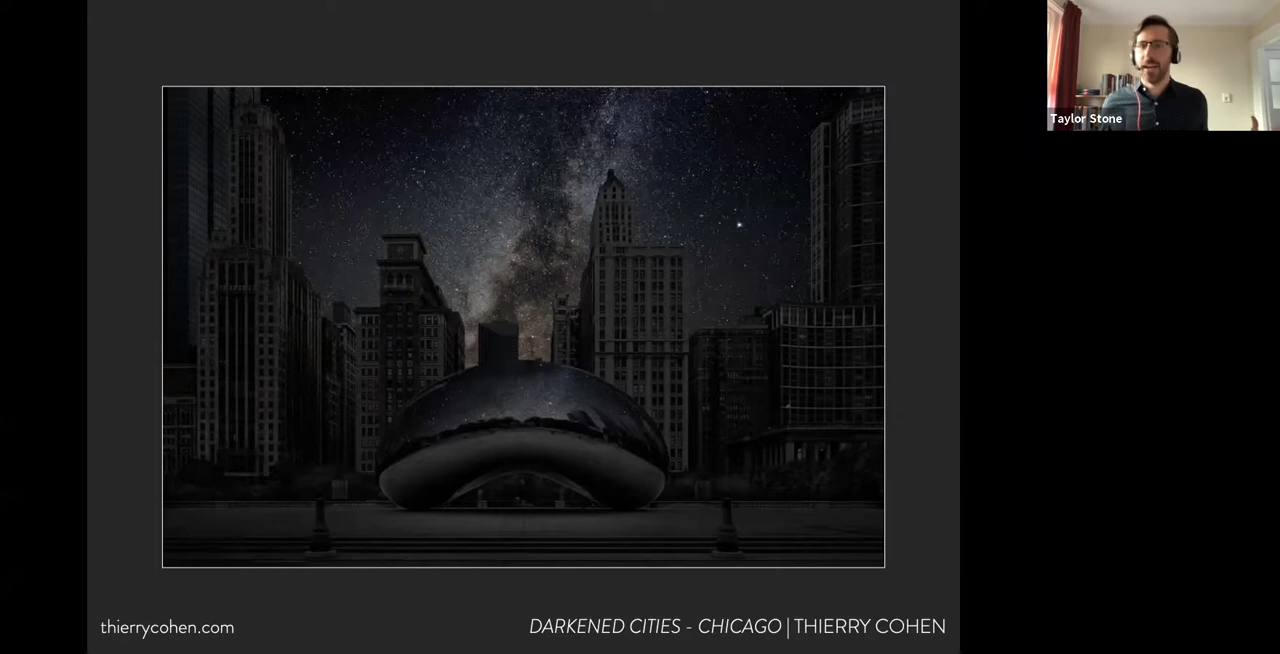 Taylor Stone
thierrycohen.com
DARKENED CITIES - CHICAGO | THIERRY COHEN